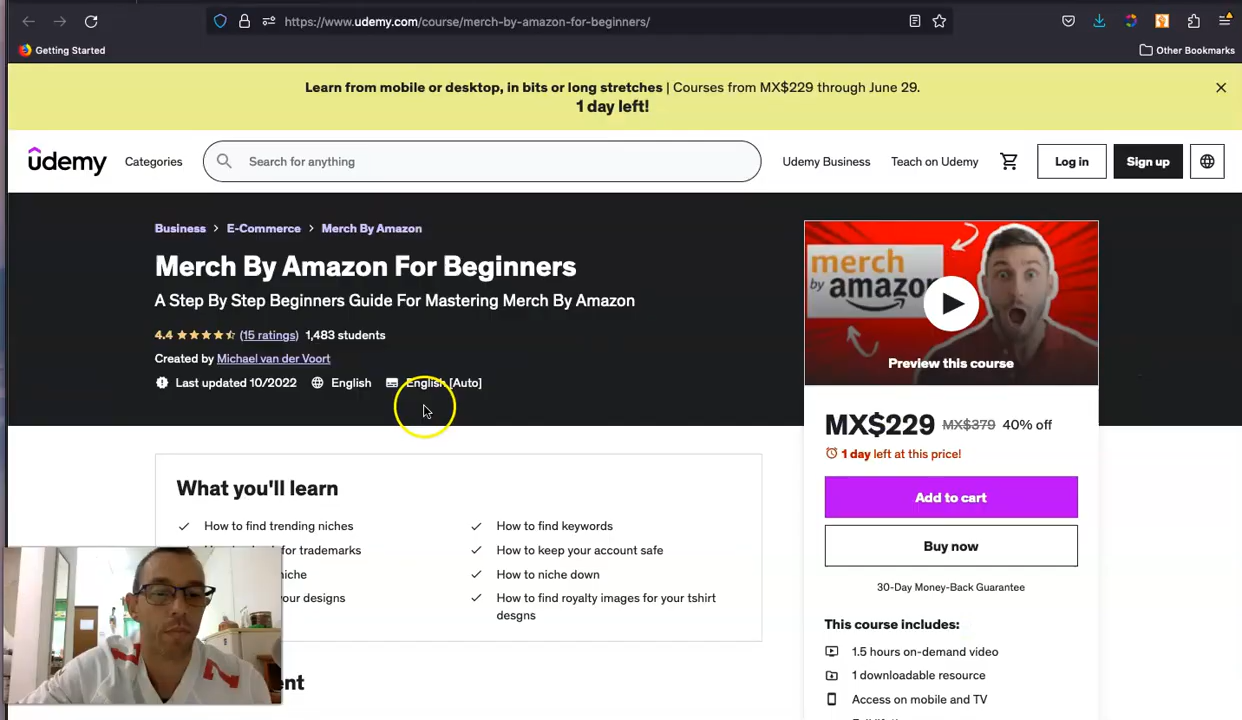 https://www.udemy.com/course/merch-by-amazon-for-beginners/
Getting Started
Other Bookmarks
Learn from mobile or desktop, in bits or long stretches | Courses from MX$229 through June 29.
1 day left!
udemy
Categories
Search for anything
Udemy Business
Teach on Udemy
Log in
Sign up
Business > E-Commerce > Merch By Amazon
Merch By Amazon For Beginners
A Step By Step Beginners Guide For Mastering Merch By Amazon
4.4 (15 ratings) 1,483 students
Created by Michael van der Voort
Last updated 10/2022 English English [Auto]
merch
by amazon
Preview this course
MX$229 MX$379 40% off
1 day left at this price!
Add to cart
Buy now
30-Day Money-Back Guarantee
This course includes:
1.5 hours on-demand video
1 downloadable resource
Access on mobile and TV
What you'll learn
How to find trending niches
for trademarks
niche
your designs
How to find keywords
How to keep your account safe
How to niche down
How to find royalty images for your tshirt
desgns